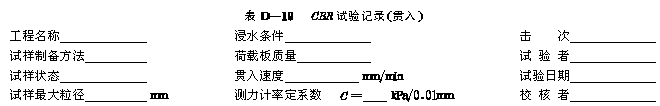 表 D—19 CBR 试验记录(贯入)
工程名称____________ 浸水条件____________ 击 次____________
试样制备方法____________ 荷载板质量____________ 试 验 者____________
试样状态____________ 贯入速度____________ mm/min 试验日期____________
试样最大粒径____________ mm 测力计率定系数 C=____ kPa/0.01mm 校 核 者____________